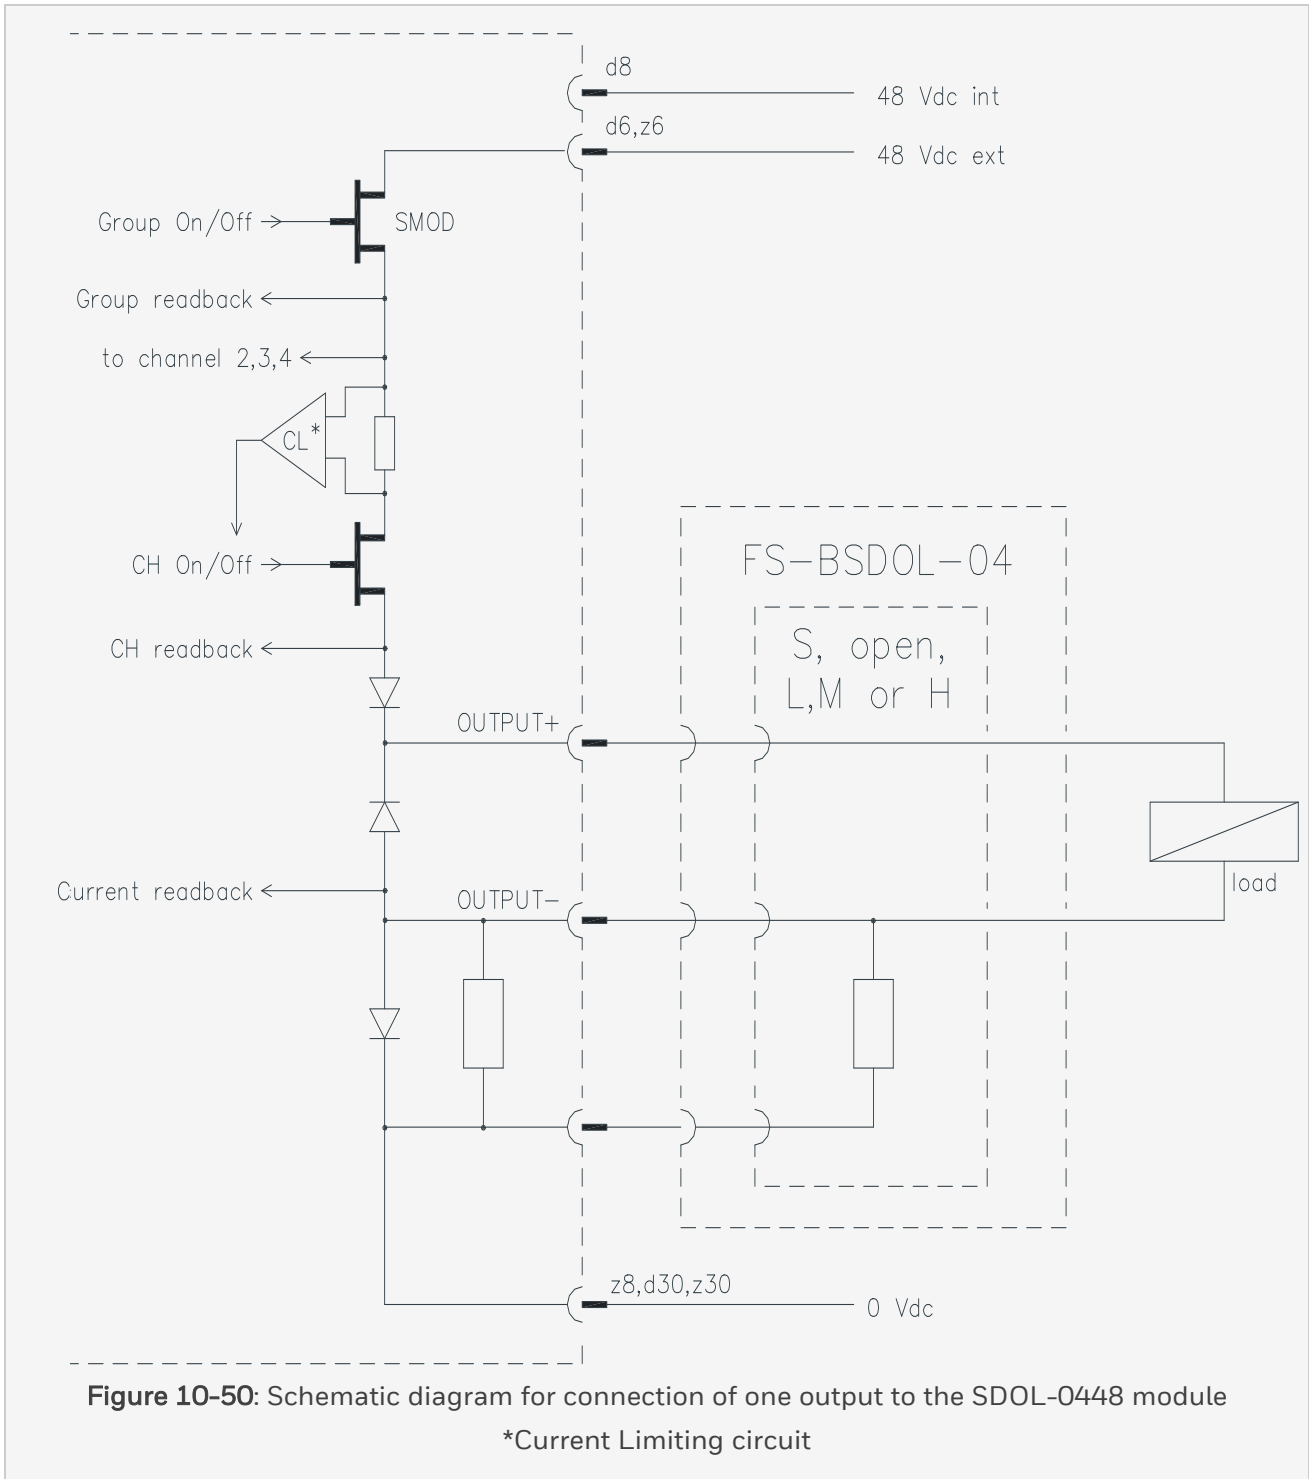 d8
48 Vdc int
d6,z6
48 Vdc ext
Group On/Off
SMOD
Group readback
to channel 2,3,4
CL*
CH On/Off
FS-BSDOL-04
S, open,
L,M or H
CH readback
OUTPUT+
load
Current readback
OUTPUT-
z8,d30,z30
0 Vdc
Figure 10-50: Schematic diagram for connection of one output to the SDOL-0448 module
*Current Limiting circuit